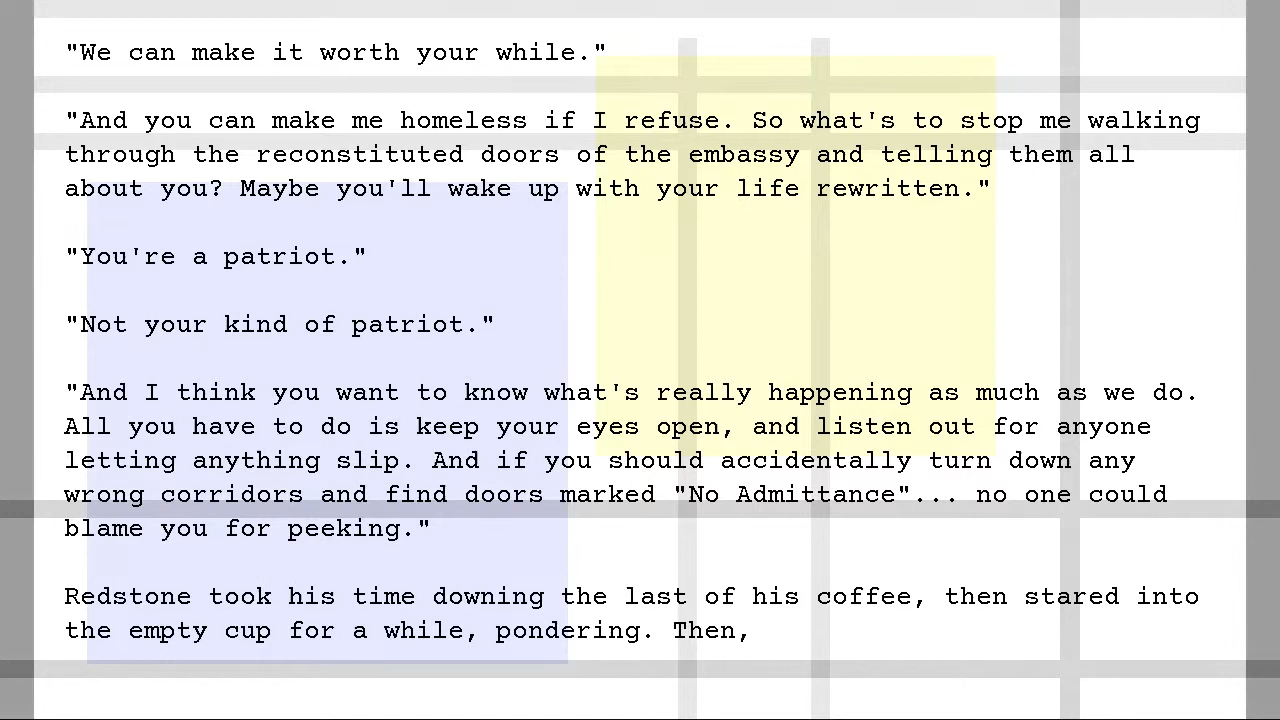 "We can make it worth your while."
"And you can make me homeless if I refuse. So what's to stop me walking
through the reconstituted doors of the embassy and telling them all
about you? Maybe you'll wake up with your life rewritten."
"You're a patriot."
"Not your kind of patriot."
"And I think you want to know what's really happening as much as we do.
All you have to do is keep your eyes open, and listen out for anyone
letting anything slip. And if you should accidentally turn down any
wrong corridors and find doors marked "No Admittance"... no one could
blame you for peeking."
Redstone took his time downing the last of his coffee, then stared into
the empty cup for a while, pondering. Then,